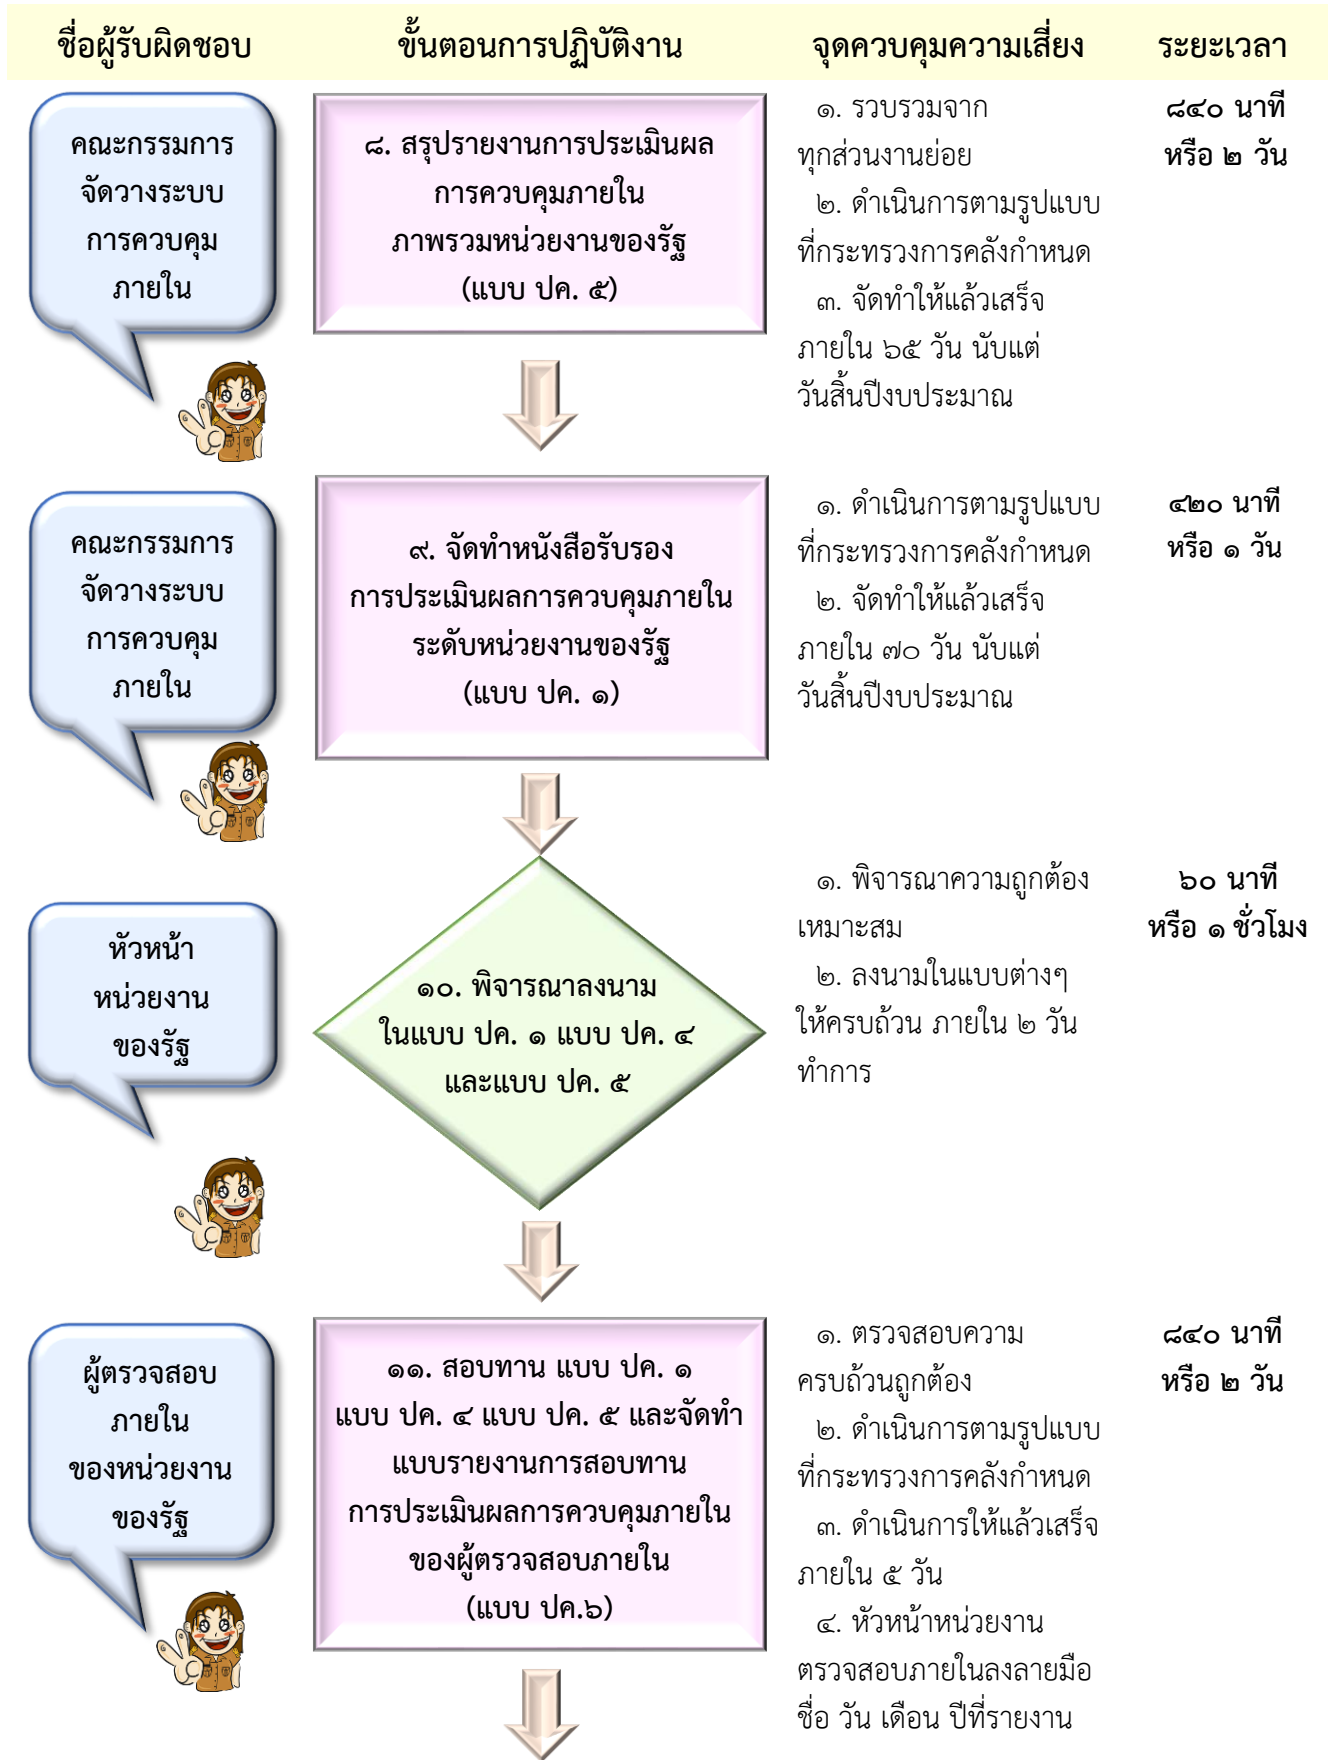 ชื่อผู้รับผิดชอบ ขั้นตอนการปฏิบัติงาน จุดควบคุมความเสี่ยง ระยะเวลา
คณะกรรมการ
จัดวางระบบ
การควบคุม
ภายใน
๘. สรุปรายงานการประเมินผล
การควบคุมภายใน
ภาพรวมหน่วยงานของรัฐ
(แบบ ปค. ๕)
๑. รวบรวมจาก
ทุกส่วนงานย่อย
๒. ดำเนินการตามรูปแบบ
ที่กระทรวงการคลังกำหนด
๓. จัดทำให้แล้วเสร็จ
ภายใน ๖๕ วัน นับแต่
วันสิ้นปีงบประมาณ
๘๔๐ นาที
หรือ ๒ วัน
คณะกรรมการ
จัดวางระบบ
การควบคุม
ภายใน
๙. จัดทำหนังสือรับรอง
การประเมินผลการควบคุมภายใน
ระดับหน่วยงานของรัฐ
(แบบ ปค. ๑)
๑. ดำเนินการตามรูปแบบ
ที่กระทรวงการคลังกำหนด
๒. จัดทำให้แล้วเสร็จ
ภายใน ๗๐ วัน นับแต่
วันสิ้นปีงบประมาณ
๔๒๐ นาที
หรือ ๑ วัน
หัวหน้า
หน่วยงาน
ของรัฐ
๑๐. พิจารณาลงนาม
ในแบบ ปค. ๑ แบบ ปค. ๔
และแบบ ปค. ๕
๑. พิจารณาความถูกต้อง
เหมาะสม
๒. ลงนามในแบบต่างๆ
ให้ครบถ้วน ภายใน ๒ วัน
ทำการ
๖๐ นาที
หรือ ๑ ชั่วโมง
ผู้ตรวจสอบ
ภายใน
ของหน่วยงาน
ของรัฐ
๑๑. สอบทาน แบบ ปค. ๑
แบบ ปค. ๔ แบบ ปค. ๕ และจัดทำ
แบบรายงานการสอบทาน
การประเมินผลการควบคุมภายใน
ของผู้ตรวจสอบภายใน
(แบบ ปค.๖)
๑. ตรวจสอบความ
ครบถ้วนถูกต้อง
๒. ดำเนินการตามรูปแบบ
ที่กระทรวงการคลังกำหนด
๓. ดำเนินการให้แล้วเสร็จ
ภายใน ๕ วัน
๔. หัวหน้าหน่วยงาน
ตรวจสอบภายในลงลายมือ
ชื่อ วัน เดือน ปีที่รายงาน
๘๔๐ นาที
หรือ ๒ วัน